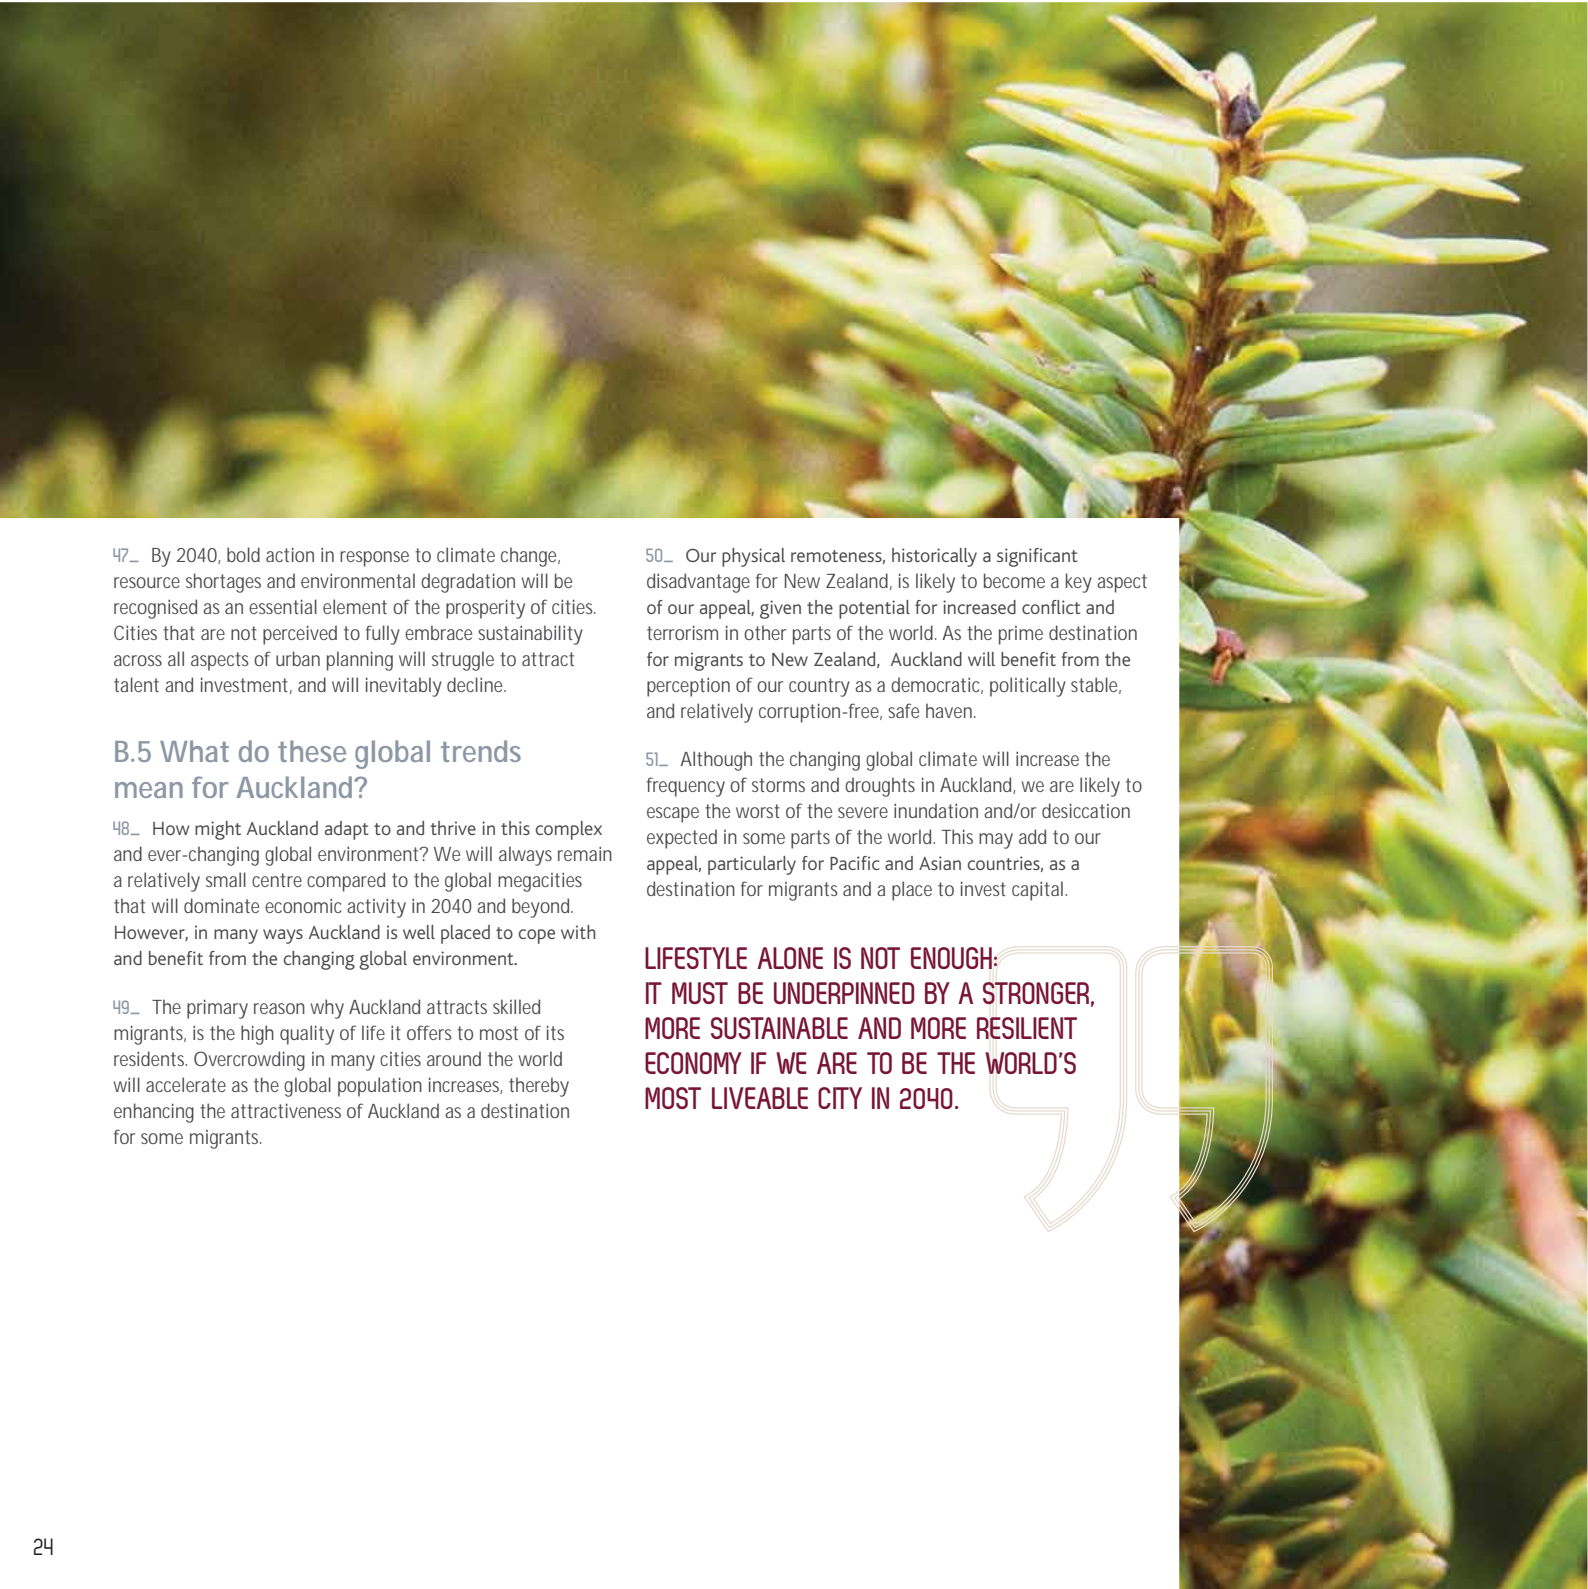 47_ By 2040, bold action in response to climate change,
resource shortages and environmental degradation will be
recognised as an essential element of the prosperity of cities.
Cities that are not perceived to fully embrace sustainability
across all aspects of urban planning will struggle to attract
talent and investment, and will inevitably decline.
B.5 What do these global trends
mean for Auckland?
48_ How might Auckland adapt to and thrive in this complex
and ever-changing global environment? We will always remain
a relatively small centre compared to the global megacities
that will dominate economic activity in 2040 and beyond.
However, in many ways Auckland is well placed to cope with
and benefit from the changing global environment.
49_ The primary reason why Auckland attracts skilled
migrants, is the high quality of life it offers to most of its
residents. Overcrowding in many cities around the world
will accelerate as the global population increases, thereby
enhancing the attractiveness of Auckland as a destination
for some migrants.
50_ Our physical remoteness, historically a significant
disadvantage for New Zealand, is likely to become a key aspect
of our appeal, given the potential for increased conflict and
terrorism in other parts of the world. As the prime destination
for migrants to New Zealand, Auckland will benefit from the
perception of our country as a democratic, politically stable,
and relatively corruption-free, safe haven.
51_ Although the changing global climate will increase the
frequency of storms and droughts in Auckland, we are likely to
escape the worst of the severe inundation and/or desiccation
expected in some parts of the world. This may add to our
appeal, particularly for Pacific and Asian countries, as a
destination for migrants and a place to invest capital.
LIFESTYLE ALONE IS NOT ENOUGH:
IT MUST BE UNDERPINNED BY A STRONGER,
MORE SUSTAINABLE AND MORE RESILIENT
ECONOMY IF WE ARE TO BE THE WORLD'S
MOST LIVEABLE CITY IN 2040.
24